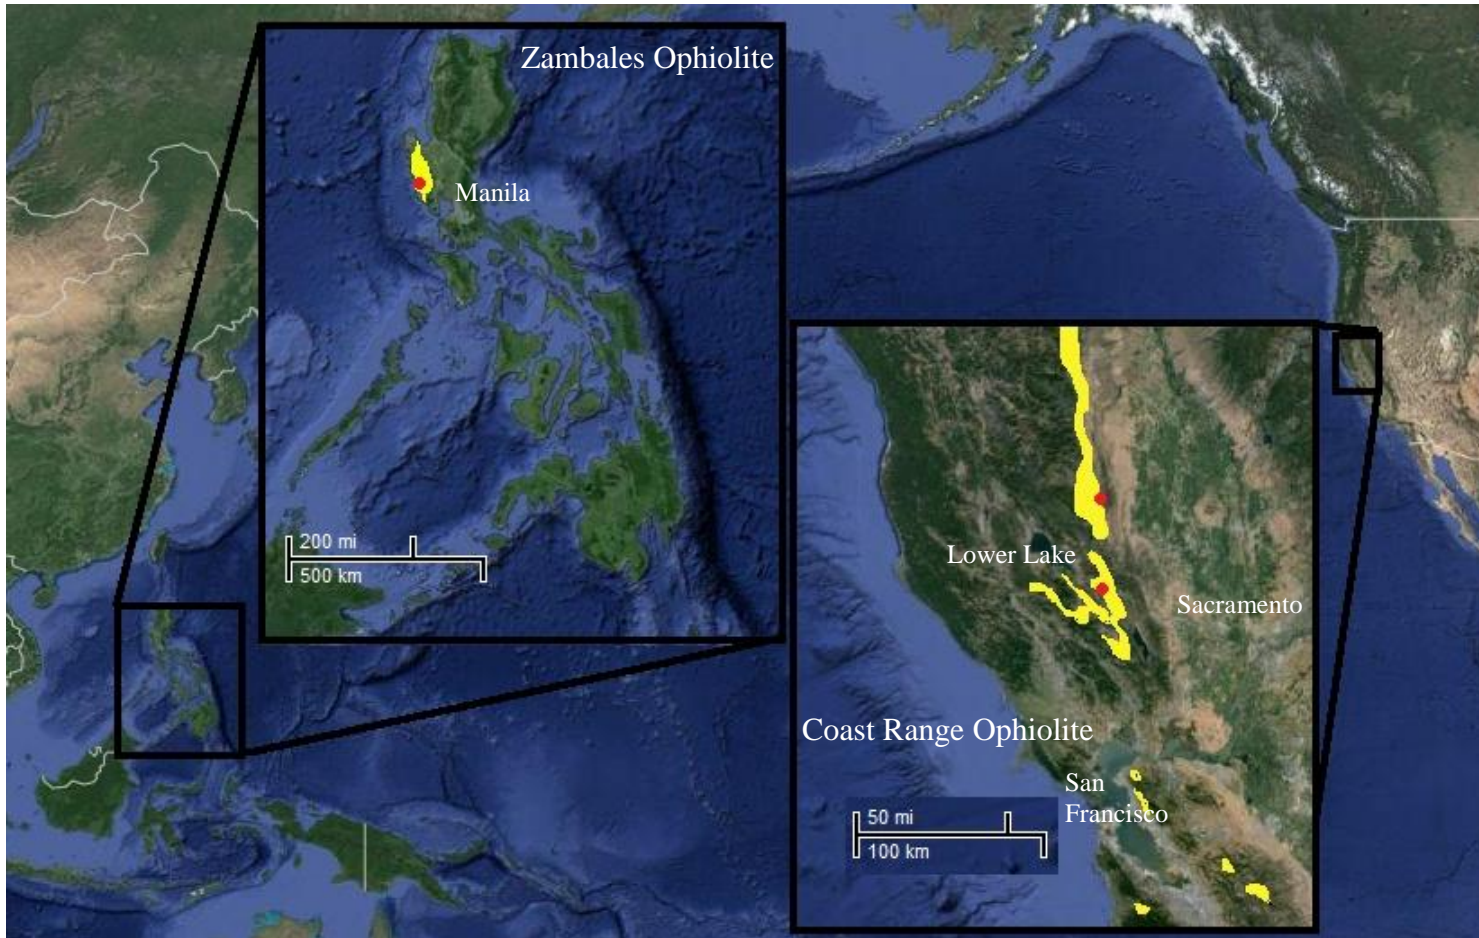 Zambales Ophiolite
Manila
200 mi
500 km
Lower Lake
Sacramento
Coast Range Ophiolite
San
Francisco
50 mi
100 km